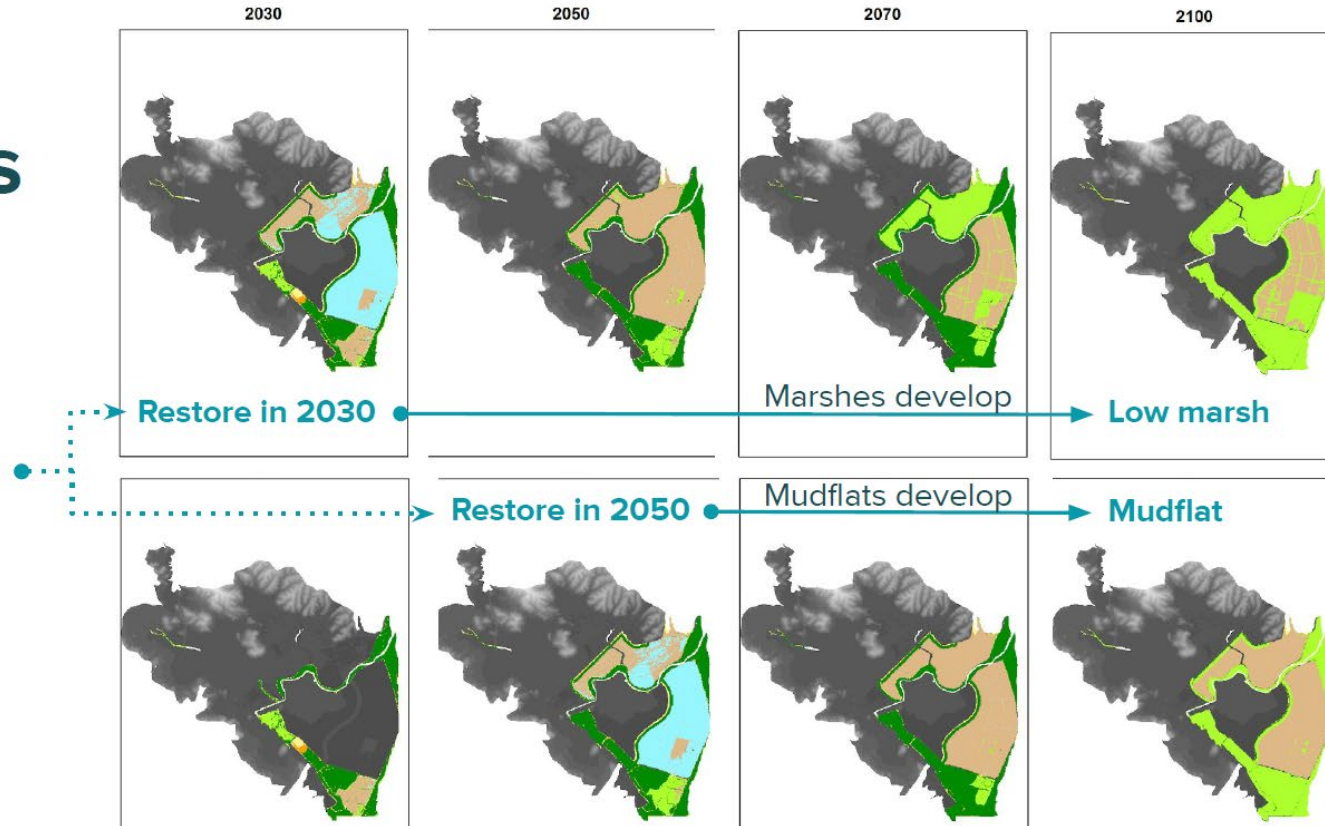 2030 2050 2070 2100
s
Marshes develop
Restore in 2030 Low marsh
Mudflats develop
Restore in 2050 Mudflat